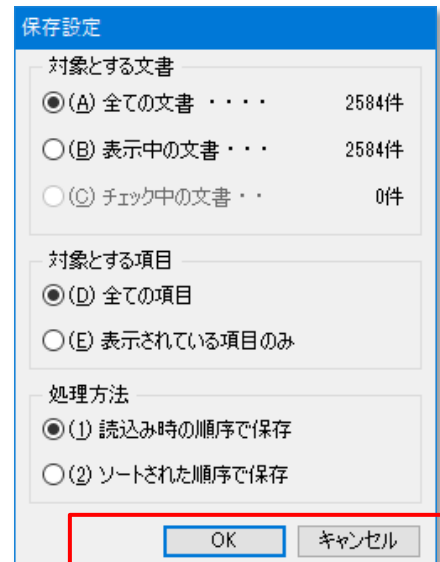 保存設定
対象とする文書
(A) 全ての文書 ・・・・ 2584件
(B) 表示中の文書・・・ 2584件
(C) チェック中の文書・・ 0件
対象とする項目
(D) 全ての項目
(E) 表示されている項目のみ
処理方法
(1) 読込み時の順序で保存
(2) ソートされた順序で保存
OK キャンセル